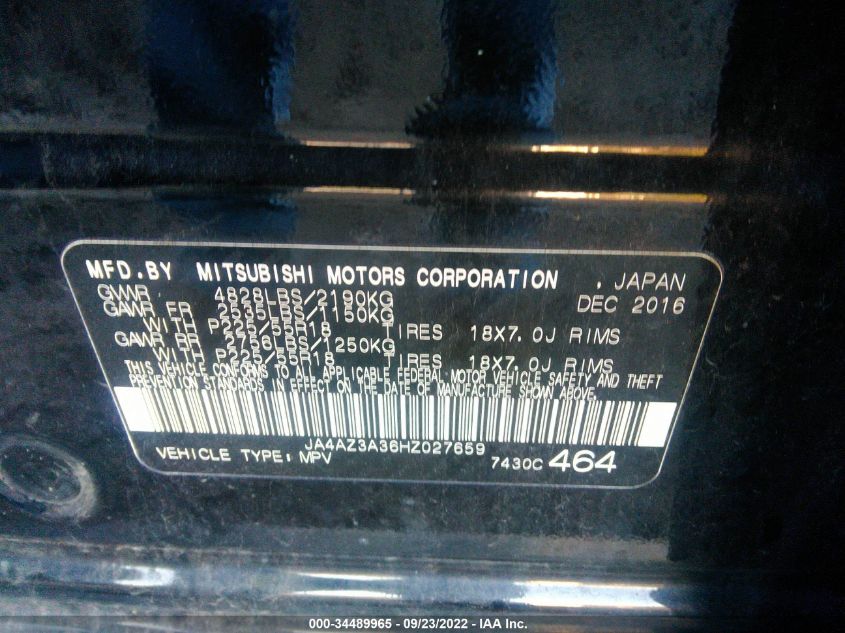 MFD.BY MITSUBISHI MOTORS CORPORATION , JAPAN
GVWR 4828LBS/2190KG DEC 2016
GAWR FR 2535LBS/1150KG
WITH P225/55R18 TIRES 18X7.0J RIMS
GAWR RR 2756LBS/1250KG
WITH P225/55R18 TIRES 18X7.0J RIMS
THIS VEHICLE CONFORMS TO ALL APPLICABLE FEDERAL MOTOR VEHICLE SAFETY AND THEFT
PREVENTION STANDARDS IN EFFECT ON THE DATE OF MANUFACTURE SHOWN ABOVE.
JA4AZ3A36HZ027659
VEHICLE TYPE: MPV 7430C 464
000-34489965 / 09/23/2022 - IAA Inc.